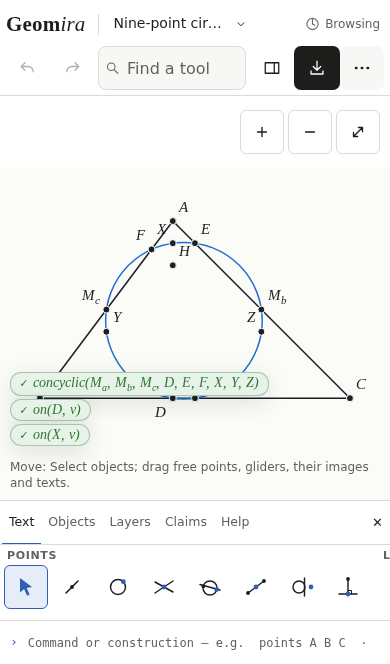 Geomira
Nine-point cir...
Browsing
Find a tool
A
F X E
H
Mc Mb
Y Z
✓ concyclic(Ma, Mb, Mc, D, E, F, X, Y, Z)
C
✓ on(D, ν)
D
✓ on(X, ν)
Move: Select objects; drag free points, gliders, their images
and texts.
Text Objects Layers Claims Help
POINTS L
Command or construction — e.g. points A B C ·